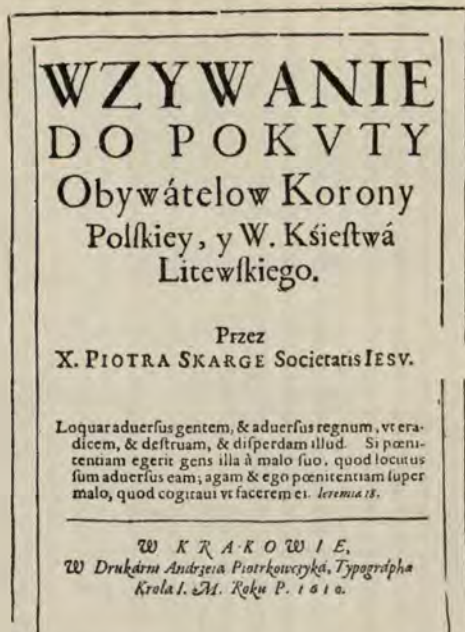 WZYWANIE
DO POKVTY
Obywátelow Korony
Polſkiey, y W. Kśieſtwá
Litewſkiego.
Przez
X. PIOTRA SKARGE Societatis IESV.
Loquar aduerſus gentem, & aduerſus regnum, vt era-
dicem, & deſtruam, & diſperdam illud. Si pœni-
tentiam egerit gens illa à malo ſuo, quod locutus
ſum aduerſus eam; agam & ego pœnitentiam ſuper
malo, quod cogitaui vt facerem ei. Ieremiæ 18.
W KRAKOWIE,
W Drukárni Andrzeiá Piotrkowczyká, Typográphá
Krolá I. M. Roku P. 1610.